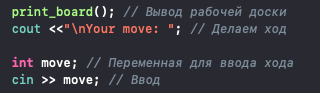 print_board(); // Вывод рабочей доски
cout <<"\nYour move: "; // Делаем ход
int move; // Переменная для ввода хода
cin >> move; // Ввод